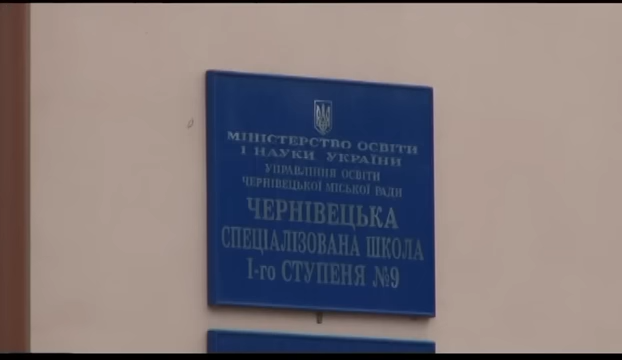 МІНІСТЕРСТВО ОСВІТИ
І НАУКИ УКРАЇНИ
УПРАВЛІННЯ ОСВІТИ
ЧЕРНІВЕЦЬКОЇ МІСЬКОЇ РАДИ
ЧЕРНІВЕЦЬКА
СПЕЦІАЛІЗОВАНА ШКОЛА
І-го СТУПЕНЯ №9